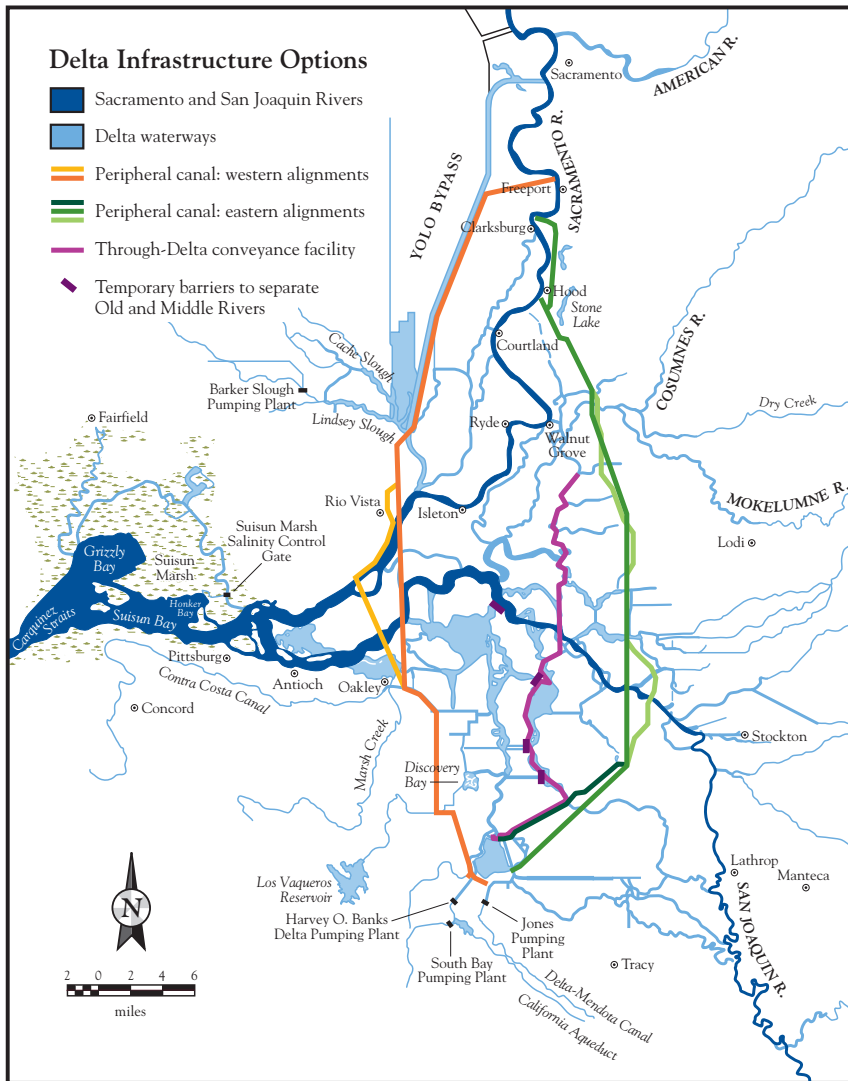 Delta Infrastructure Options
Sacramento and San Joaquin Rivers
Delta waterways
Peripheral canal: western alignments
Peripheral canal: eastern alignments
Through-Delta conveyance facility
Temporary barriers to separate
Old and Middle Rivers
Sacramento
AMERICAN R.
SACRAMENTO R.
YOLO BYPASS
Freeport
Clarksburg
Hood
Stone
Lake
Courtland
COSUMNES R.
Cache Slough
Barker Slough
Pumping Plant
Lindsey Slough
Dry Creek
Fairfield
Ryde
Walnut
Grove
MOKELUMNE R.
Rio Vista
Isleton
Lodi
Suisun Marsh
Salinity Control
Gate
Grizzly
Bay
Suisun
Marsh
Honker
Bay
Suisun Bay
Carquinez
Straits
Pittsburg
Antioch
Oakley
Contra Costa Canal
Concord
Stockton
Marsh Creek
Discovery
Bay
Los Vaqueros
Reservoir
Lathrop
Manteca
SAN JOAQUIN R.
Harvey O. Banks
Delta Pumping Plant
Jones
Pumping
Plant
South Bay
Pumping Plant
Tracy
Delta-Mendota Canal
California Aqueduct
N
2 0 2 4 6
miles